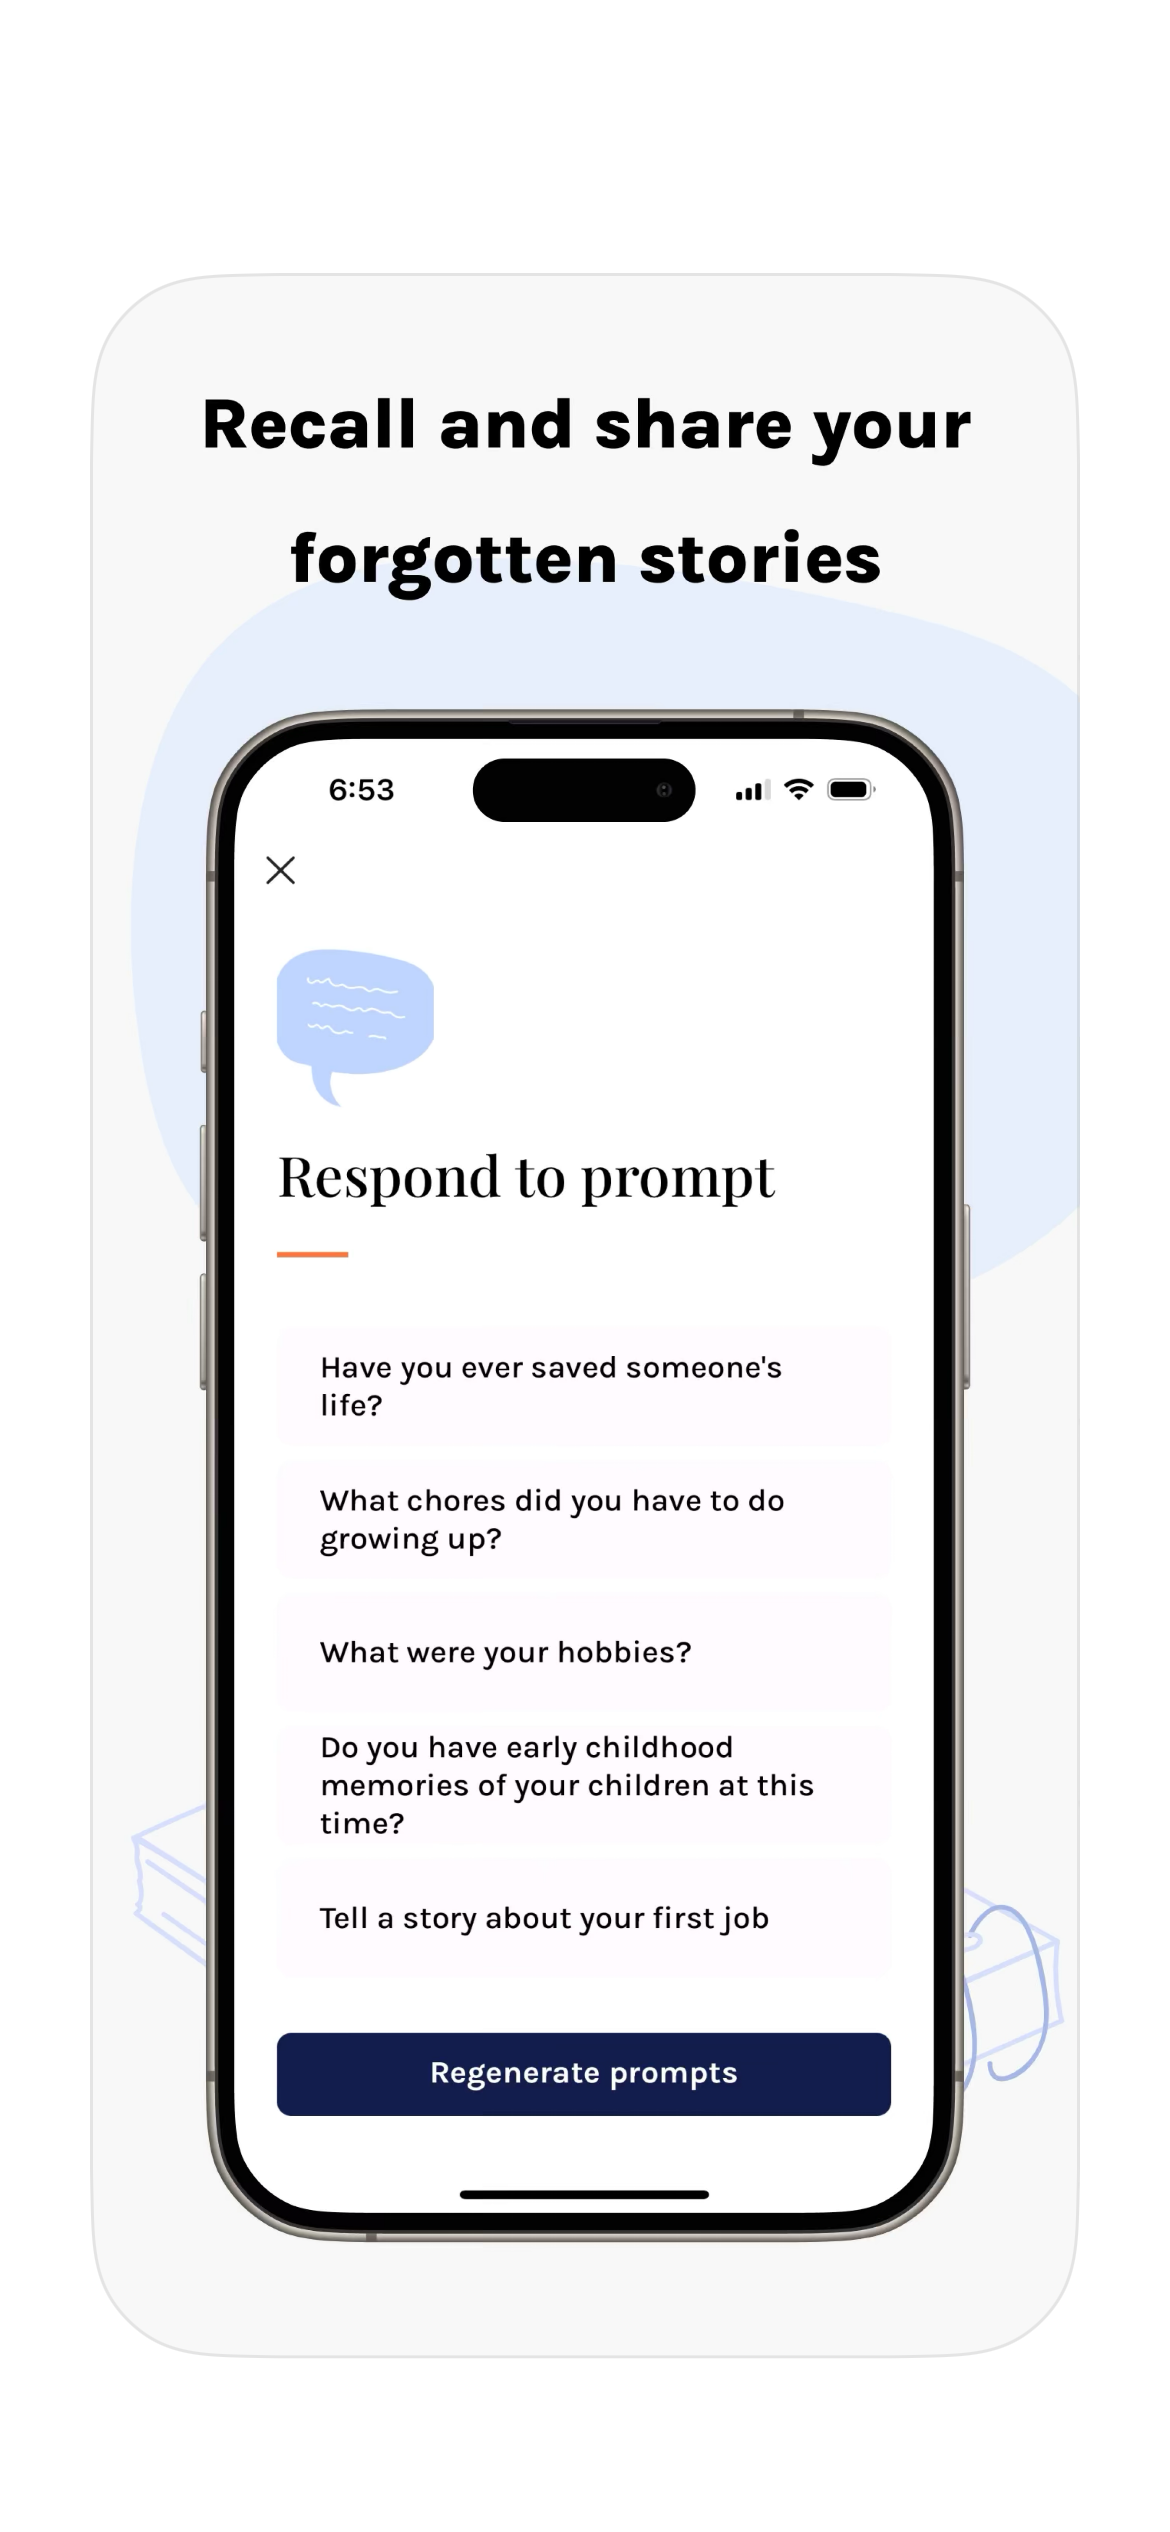 Recall and share your
forgotten stories
6:53
Respond to prompt
Have you ever saved someone's
life?
What chores did you have to do
growing up?
What were your hobbies?
Do you have early childhood
memories of your children at this
time?
Tell a story about your first job
Regenerate prompts